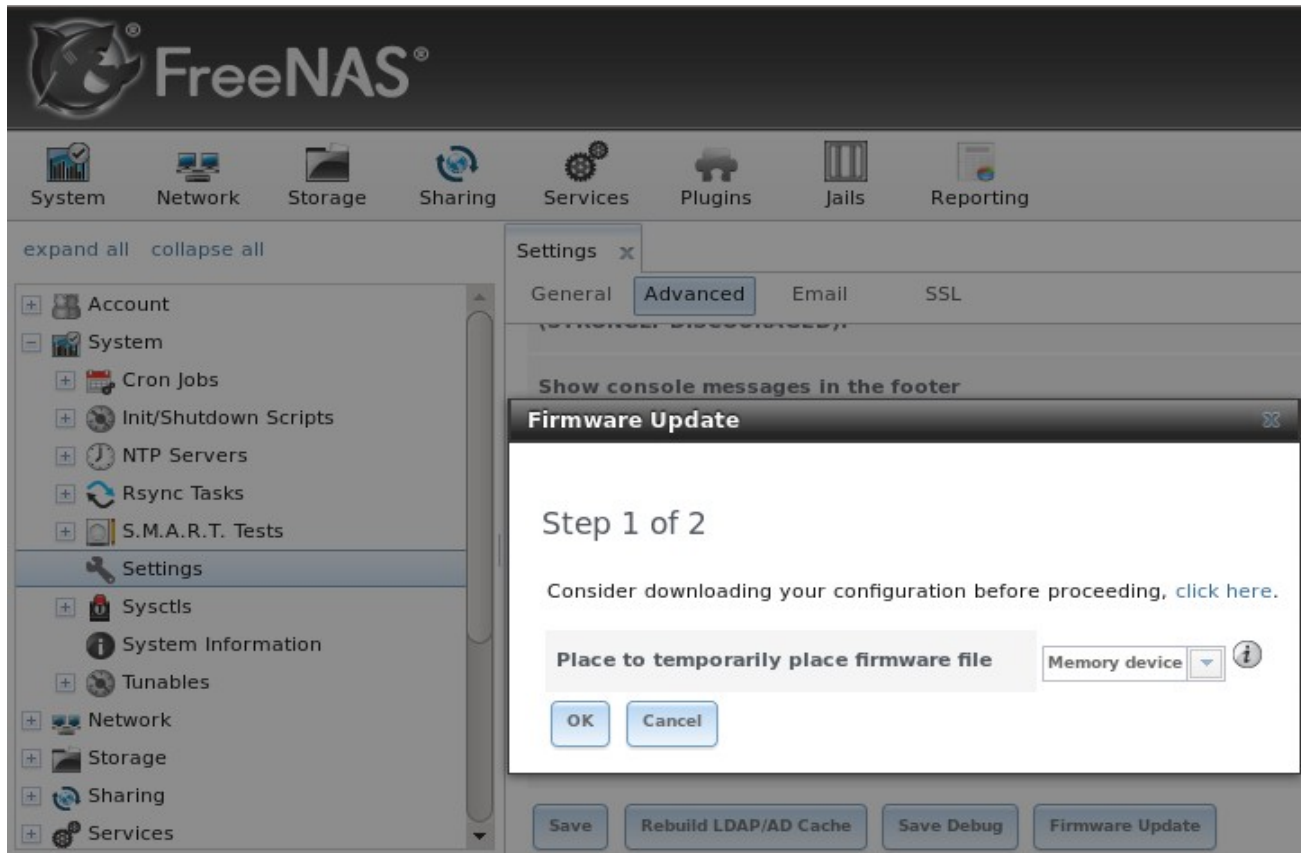 FreeNAS®
System Network Storage Sharing Services Plugins Jails Reporting
expand all collapse all
Account
System
Cron Jobs
Init/Shutdown Scripts
NTP Servers
Rsync Tasks
S.M.A.R.T. Tests
Settings
Sysctls
System Information
Tunables
Network
Storage
Sharing
Services
Settings x
General Advanced Email SSL
(STRONGLY DISCOURAGED):
Show console messages in the footer
Firmware Update
Step 1 of 2
Consider downloading your configuration before proceeding, click here.
Place to temporarily place firmware file Memory device
OK Cancel
Save Rebuild LDAP/AD Cache Save Debug Firmware Update